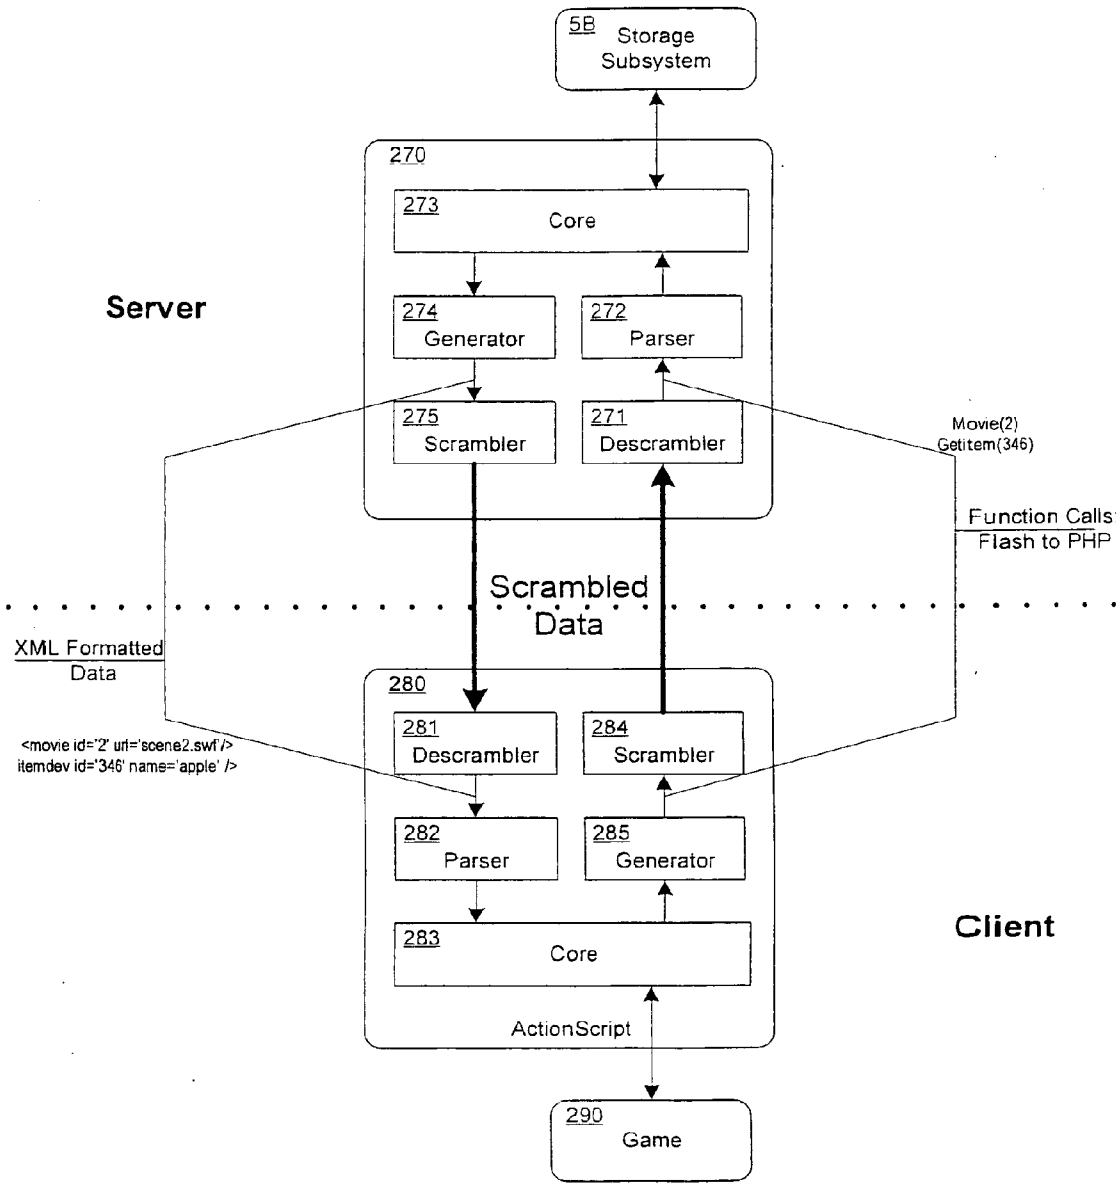 5B
Storage
Subsystem
270
273
Core
Server
274
Generator
272
Parser
275
Scrambler
271
Descrambler
Movie(2)
Getitem(346)
Function Calls
Flash to PHP
Scrambled
Data
XML Formatted
Data
280
281
Descrambler
284
Scrambler
<movie id='2' url='scene2.swf'/>
itemdev id='346' name='apple' />
282
Parser
285
Generator
Client
283
Core
ActionScript
290
Game